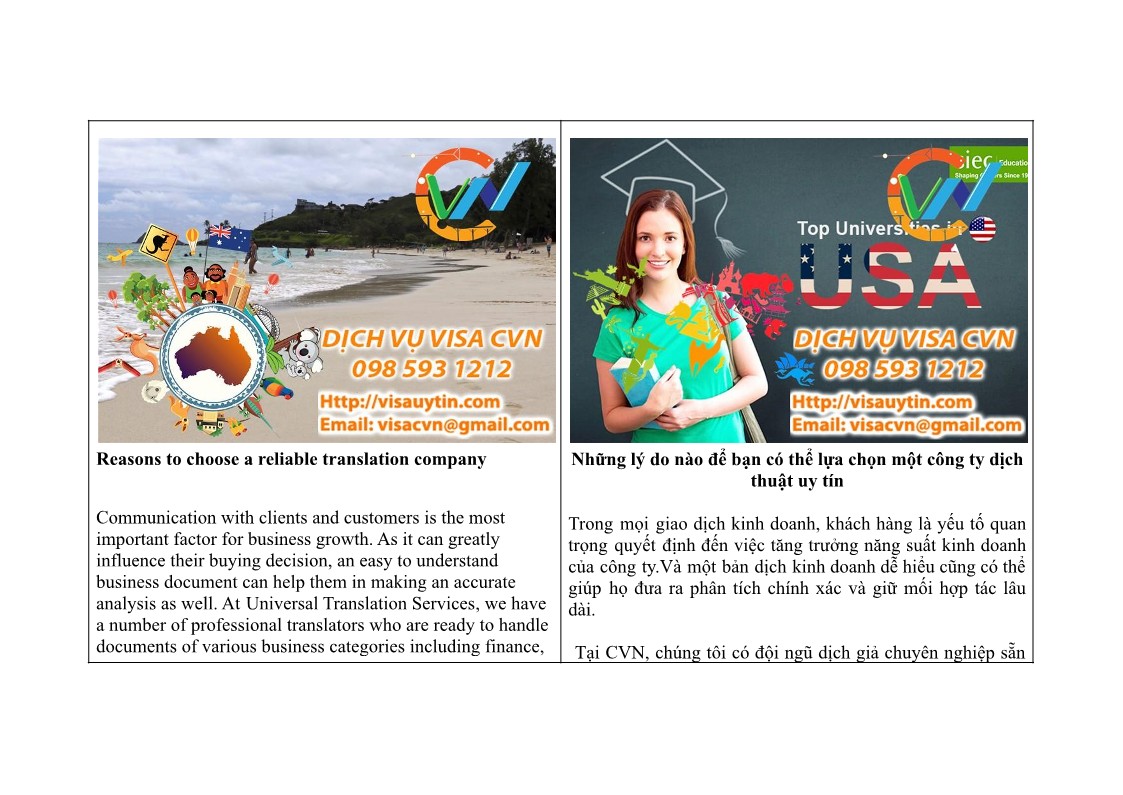 siec Education
Top Universities in
USA
DỊCH VỤ VISA CVN
098 593 1212
Http://visauytin.com
Email: visacvn@gmail.com
DỊCH VỤ VISA CVN
098 593 1212
Http://visauytin.com
Email: visacvn@gmail.com
Reasons to choose a reliable translation company
Communication with clients and customers is the most
important factor for business growth. As it can greatly
influence their buying decision, an easy to understand
business document can help them in making an accurate
analysis as well. At Universal Translation Services, we have
a number of professional translators who are ready to handle
documents of various business categories including finance,
Những lý do nào để bạn có thể lựa chọn một công ty dịch
thuật uy tín
Trong mọi giao dịch kinh doanh, khách hàng là yếu tố quan
trọng quyết định đến việc tăng trưởng năng suất kinh doanh
của công ty.Và một bản dịch kinh doanh dễ hiểu cũng có thể
giúp họ đưa ra phân tích chính xác và giữ mối hợp tác lâu
dài.
Tại CVN, chúng tôi có đội ngũ dịch giả chuyên nghiệp sẵn